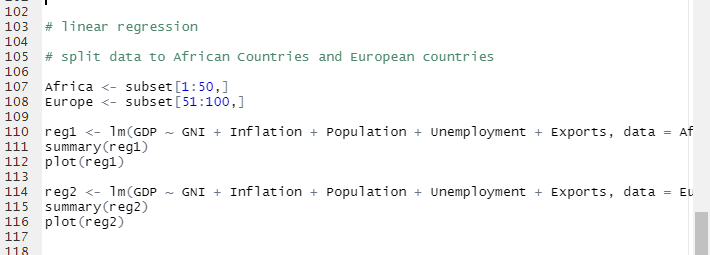 102
103 # linear regression
104
105 # split data to African Countries and European countries
106
107 Africa <- subset[1:50,]
108 Europe <- subset[51:100,]
109
110 reg1 <- lm(GDP ~ GNI + Inflation + Population + Unemployment + Exports, data = Af
111 summary(reg1)
112 plot(reg1)
113
114 reg2 <- lm(GDP ~ GNI + Inflation + Population + Unemployment + Exports, data = Eu
115 summary(reg2)
116 plot(reg2)
117
118